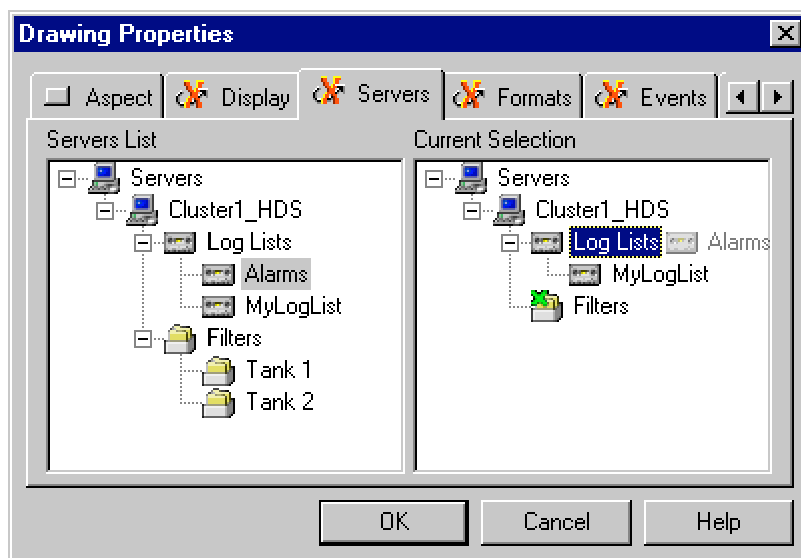 Drawing Properties
Aspect Display Servers Formats Events
Servers List
Servers
Cluster1_HDS
Log Lists
Alarms
MyLogList
Filters
Tank 1
Tank 2
Current Selection
Servers
Cluster1_HDS
Log Lists Alarms
MyLogList
Filters
OK Cancel Help